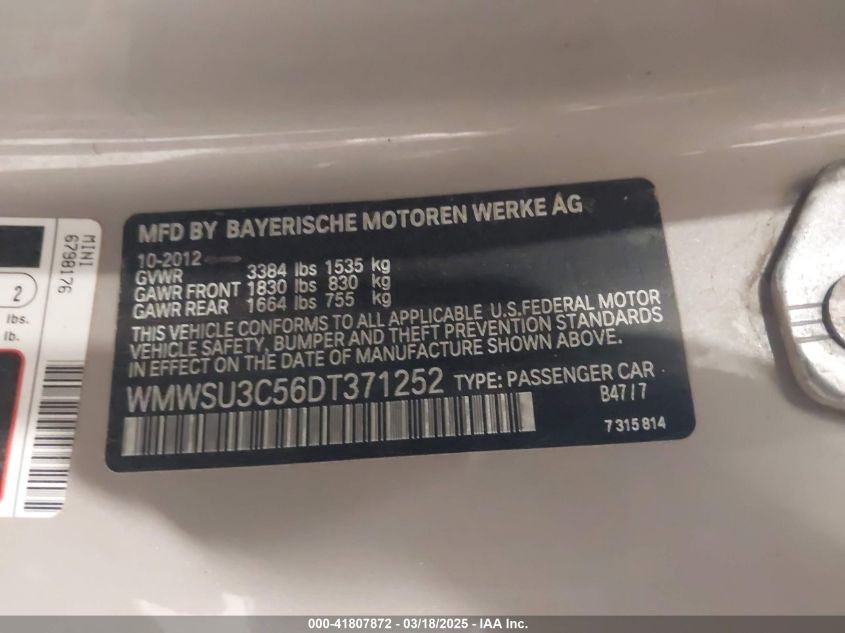 MFD BY BAYERISCHE MOTOREN WERKE AG
10-2012
GVWR 3384 lbs 1535 kg
GAWR FRONT 1830 lbs 830 kg
GAWR REAR 1664 lbs 755 kg
THIS VEHICLE CONFORMS TO ALL APPLICABLE U.S.FEDERAL MOTOR
VEHICLE SAFETY, BUMPER AND THEFT PREVENTION STANDARDS
IN EFFECT ON THE DATE OF MANUFACTURE SHOWN ABOVE.
WMWSU3C56DT371252 TYPE: PASSENGER CAR
B47/7
7315814
MINI
6798176
2
lbs.
lb.
000-41807872 - 03/18/2025 - IAA Inc.